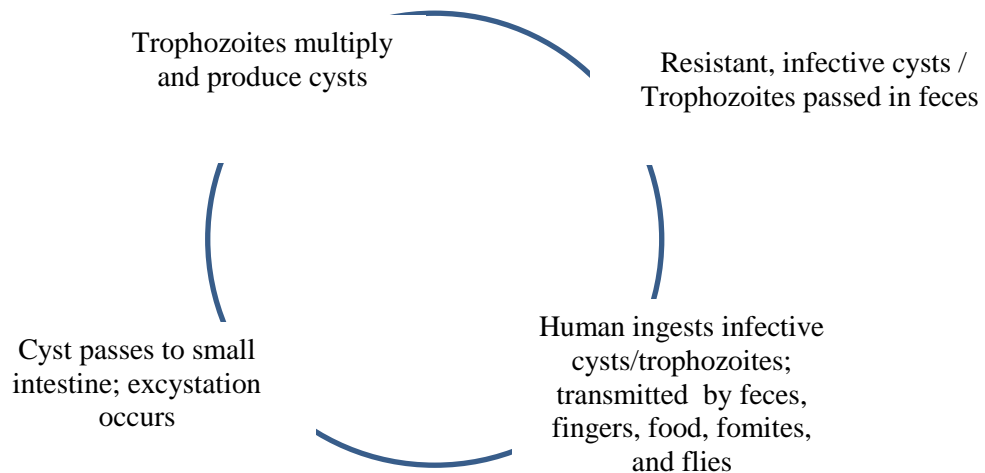 Trophozoites multiply
and produce cysts
Resistant, infective cysts /
Trophozoites passed in feces
Human ingests infective
cysts/trophozoites;
transmitted by feces,
fingers, food, fomites,
and flies
Cyst passes to small
intestine; excystation
occurs